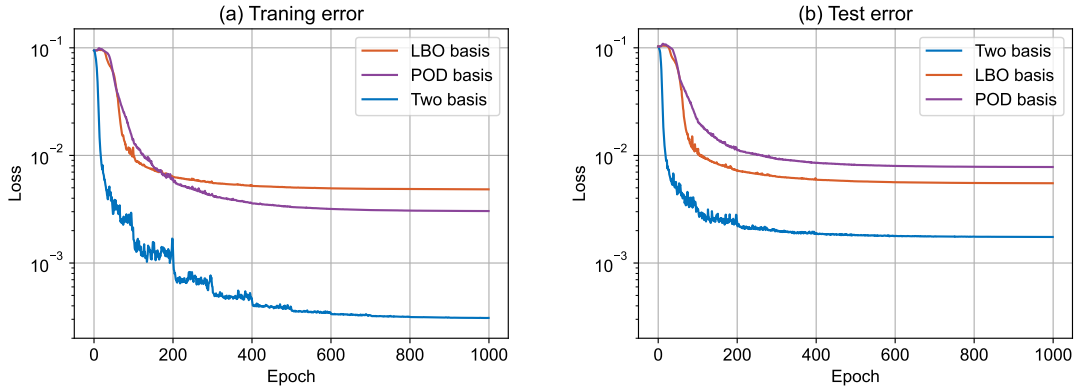 (a) Traning error
10⁻¹
10⁻²
10⁻³
Loss
LBO basis
POD basis
Two basis
0 200 400 600 800 1000
Epoch
(b) Test error
10⁻¹
10⁻²
10⁻³
Loss
Two basis
LBO basis
POD basis
0 200 400 600 800 1000
Epoch